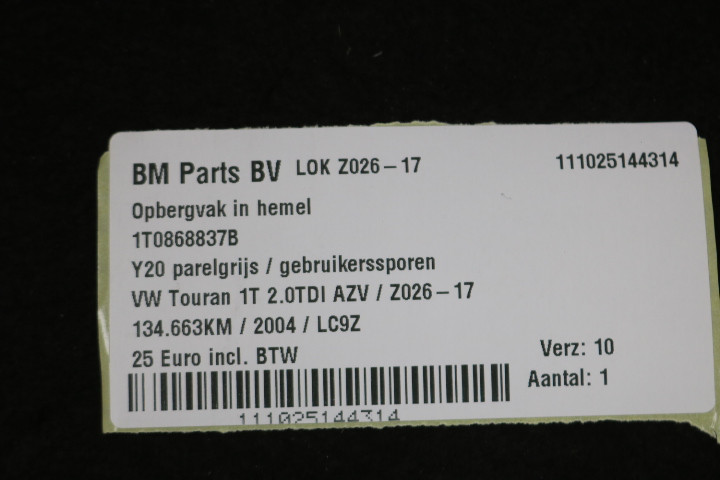 BM Parts BV LOK Z026-17 111025144314
Opbergvak in hemel
1T0868837B
Y20 parelgrijs / gebruikerssporen
VW Touran 1T 2.0TDI AZV / Z026-17
134.663KM / 2004 / LC9Z
25 Euro incl. BTW Verz: 10
Aantal: 1
111025144314